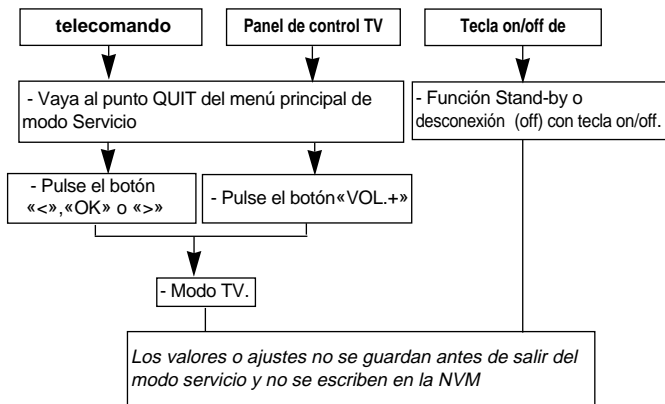 telecomando
Panel de control TV
Tecla on/off de
- Vaya al punto QUIT del menú principal de
modo Servicio
- Función Stand-by o
desconexión (off) con tecla on/off.
- Pulse el botón
«<»,«OK» o «>»
- Pulse el botón«VOL.+»
- Modo TV.
Los valores o ajustes no se guardan antes de salir del
modo servicio y no se escriben en la NVM